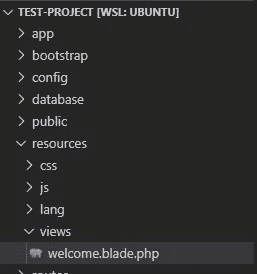 TEST-PROJECT [WSL: UBUNTU]
app
bootstrap
config
database
public
resources
css
js
lang
views
welcome.blade.php